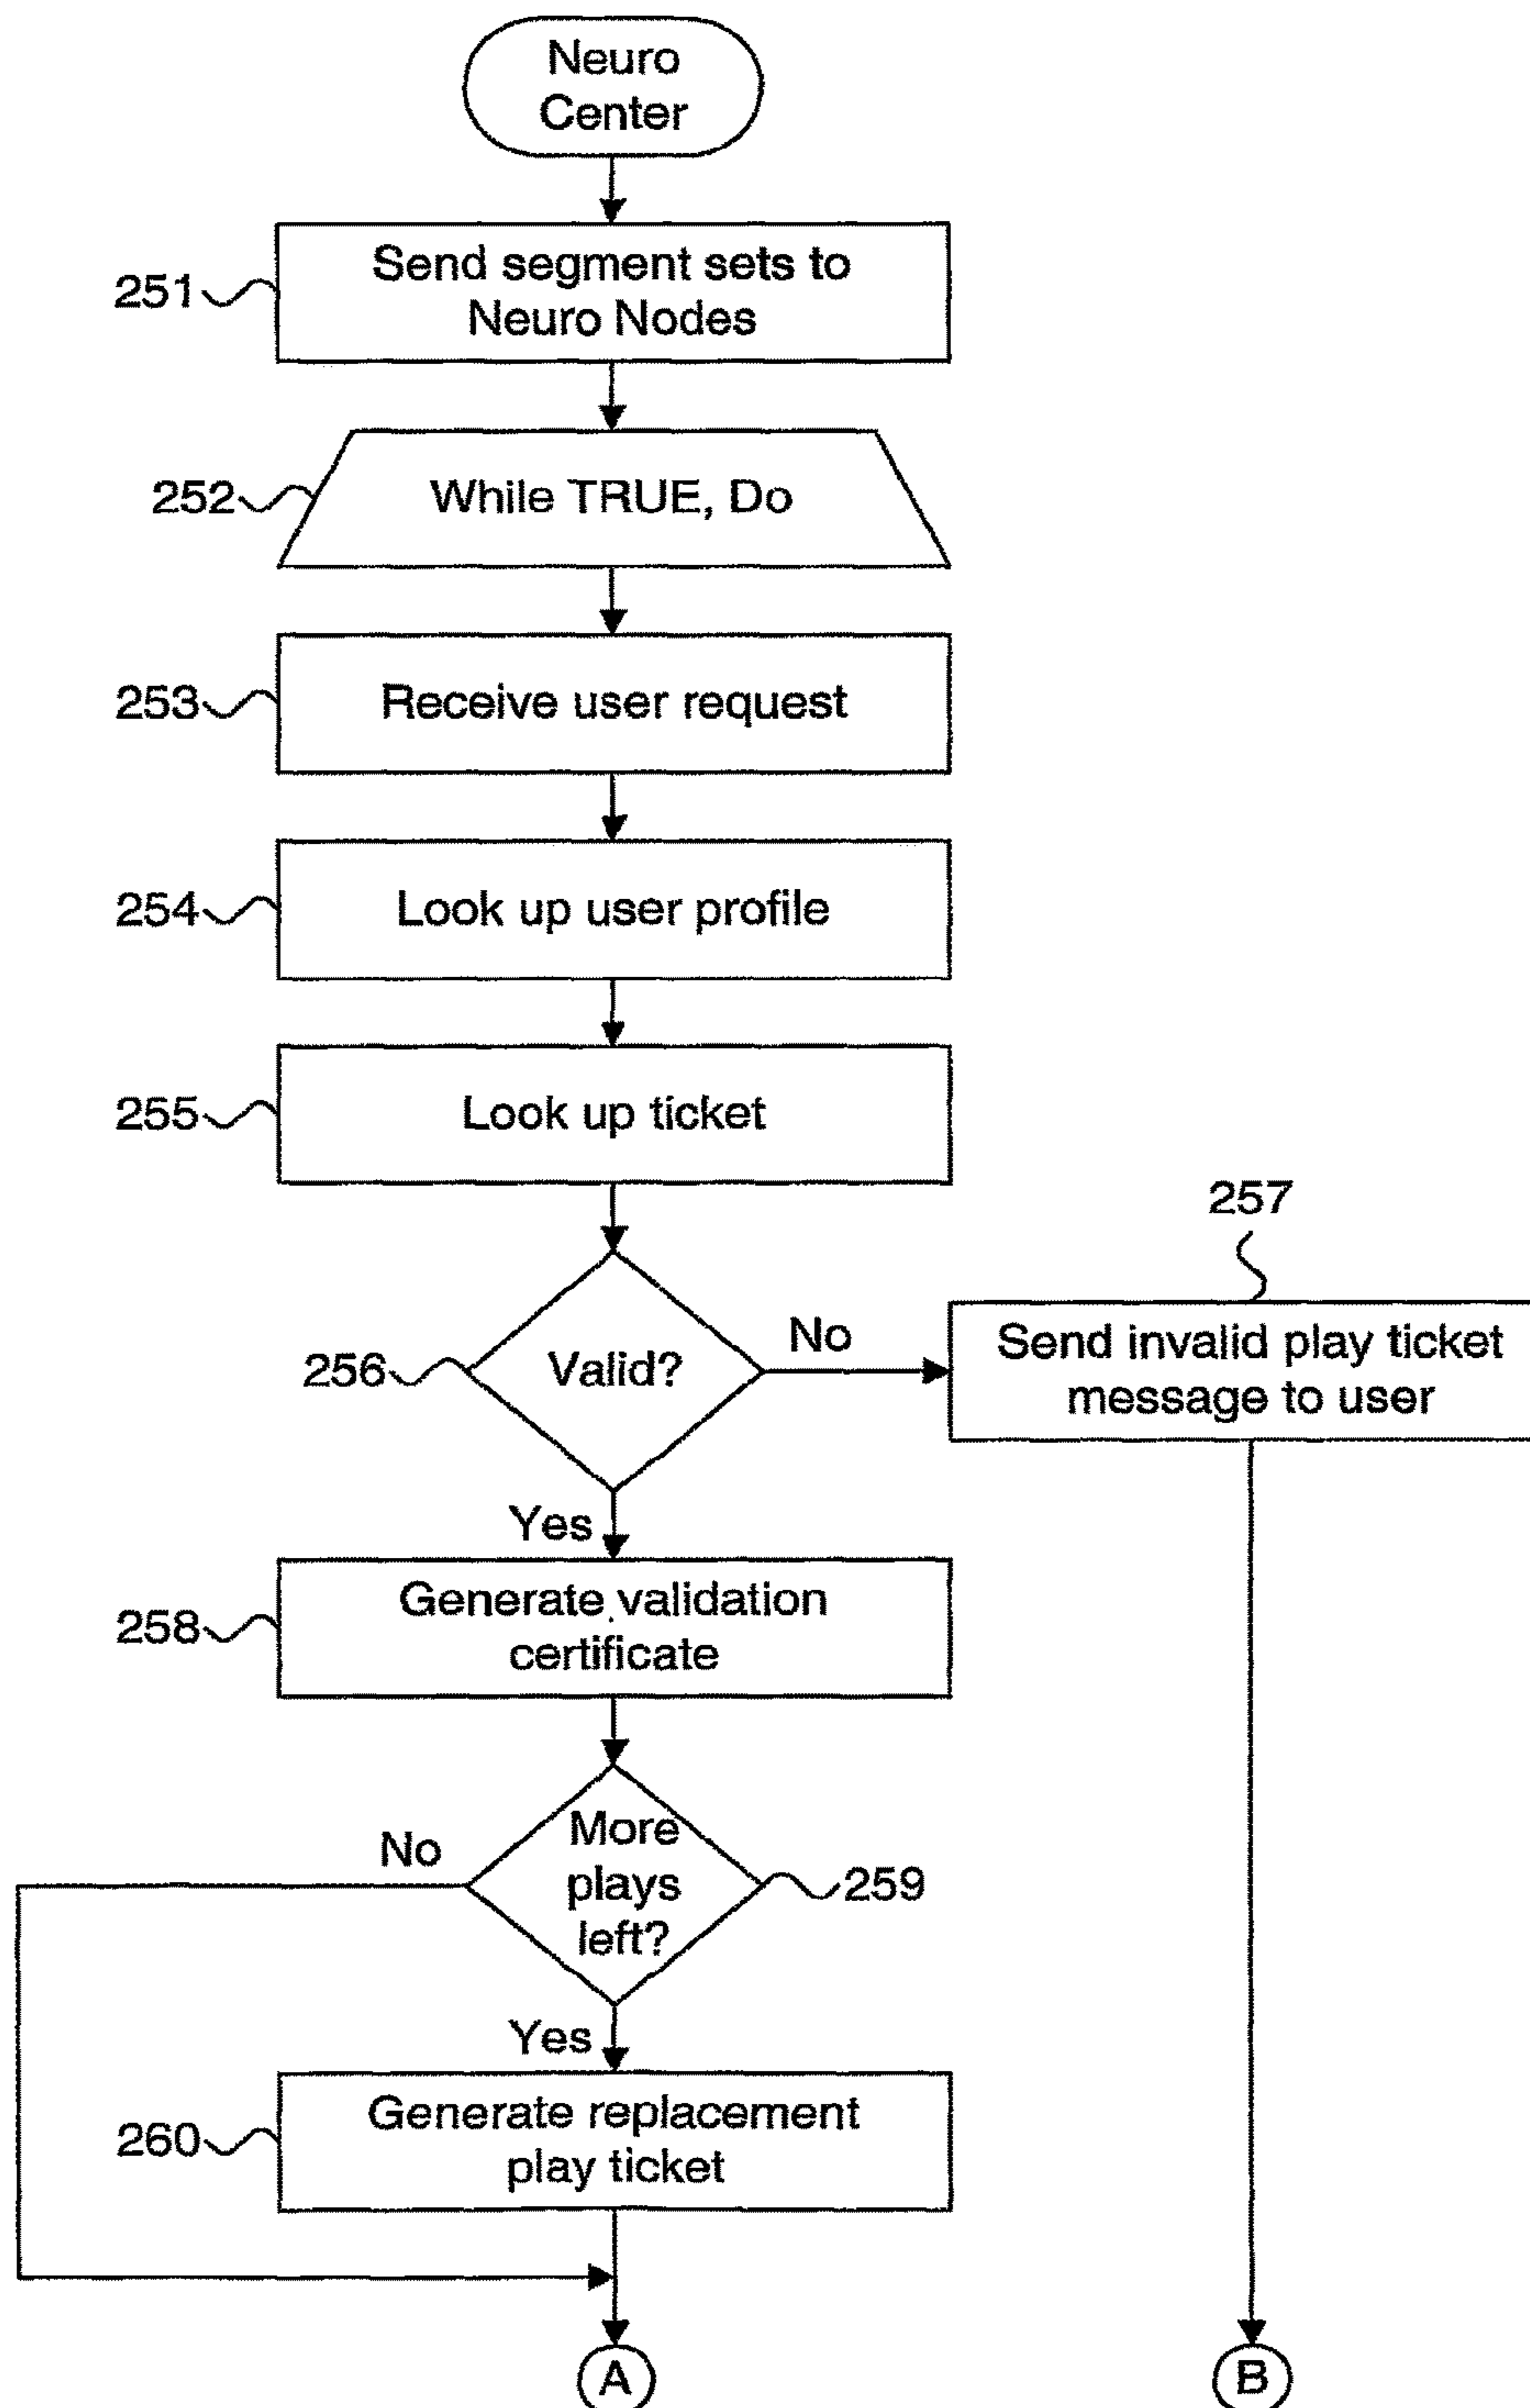 Neuro
Center
251
Send segment sets to
Neuro Nodes
252
While TRUE, Do
253
Receive user request
254
Look up user profile
255
Look up ticket
257
256
Valid?
No
Send invalid play ticket
message to user
Yes
258
Generate validation
certificate
No
More
plays
left?
259
Yes
260
Generate replacement
play ticket
A
B